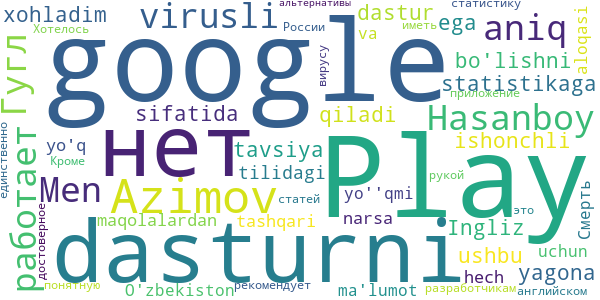 альтернативы
статистику
xohladim
virusli
dastur
Хотелось
России
ega
aniq
иметь
va
google
Гугл
вирусу
aloqasi
bo'lishni
statistikaga
приложение
sifatida
qiladi
Hasanboy
единственно
работает
yo'q
нет
tavsiya
Play
ishonchli
Кроме
tilidagi
рукой
Men
Azimov
статей
yo''qmi
Смерть
достоверное
maqolalardan
tashqari
narsa
это
Ingliz
dasturni
ushbu
uchun
hech
yagona
понятную
O'zbekiston
рекомендует
ma'lumot
разработчикам
английском